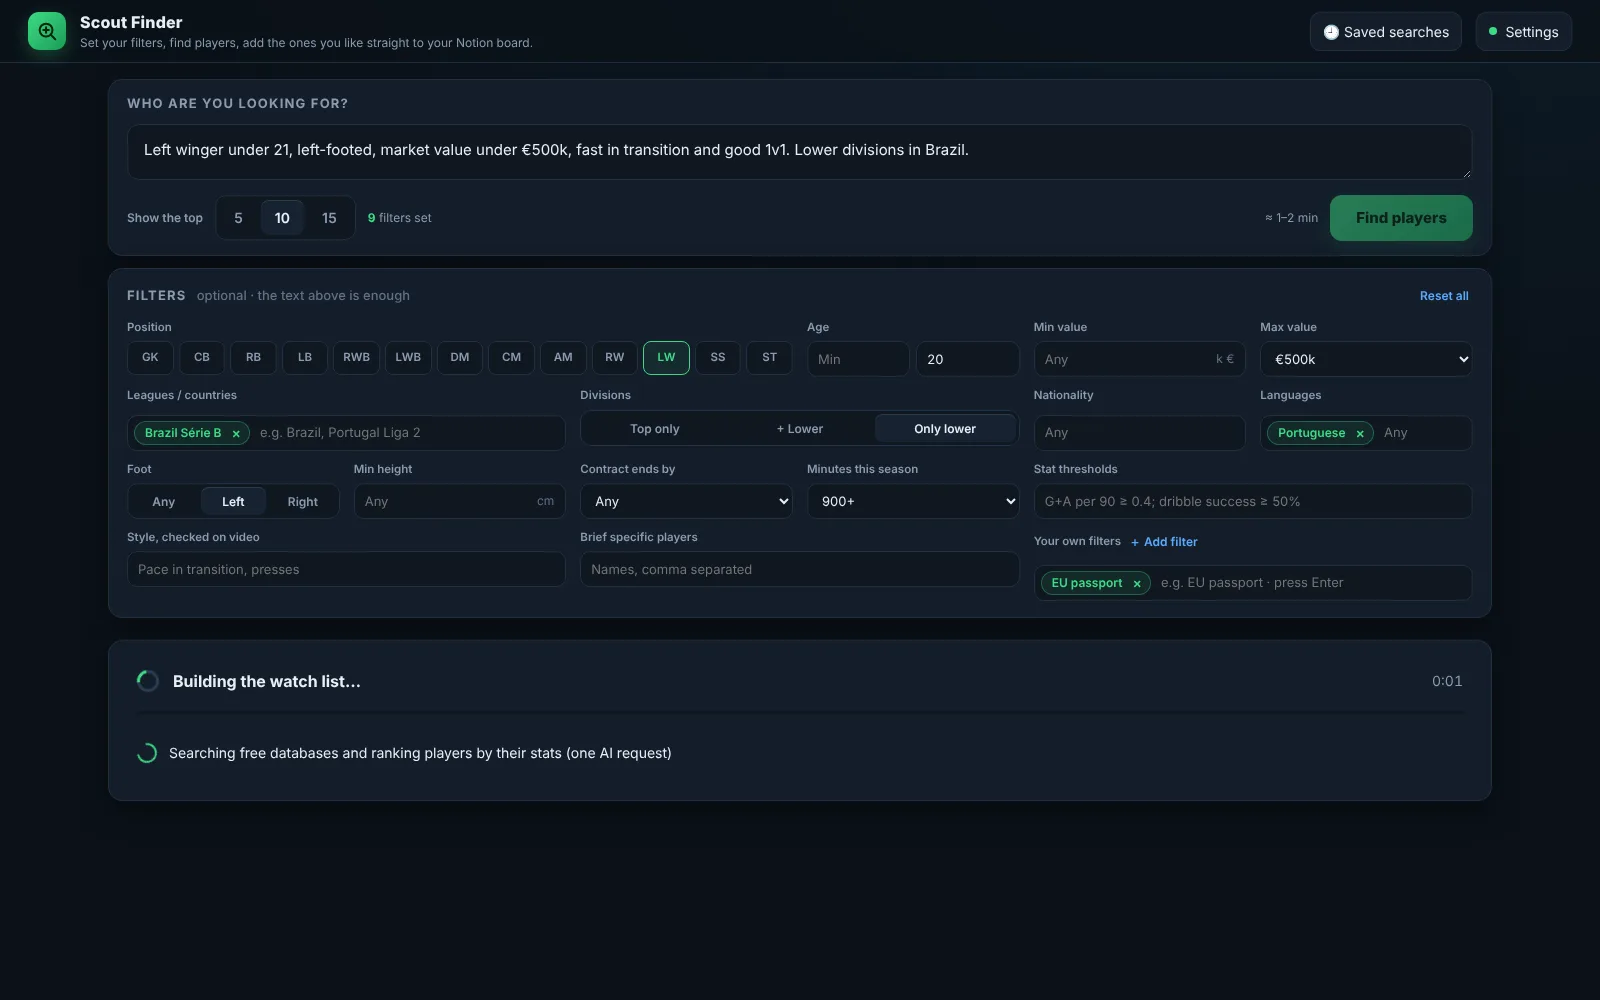 Scout Finder
Set your filters, find players, add the ones you like straight to your Notion board.
Saved searches
Settings
WHO ARE YOU LOOKING FOR?
Left winger under 21, left-footed, market value under €500k, fast in transition and good 1v1. Lower divisions in Brazil.
Show the top 5 10 15 9 filters set
≈ 1–2 min Find players
FILTERS optional · the text above is enough
Reset all
Position Age Min value Max value
GK CB RB LB RWB LWB DM CM AM RW LW SS ST Min 20 Any k € €500k
Leagues / countries Divisions Nationality Languages
Brazil Série B × e.g. Brazil, Portugal Liga 2 Top only + Lower Only lower Any Portuguese × Any
Foot Min height Contract ends by Minutes this season Stat thresholds
Any Left Right Any cm Any 900+ G+A per 90 ≥ 0.4; dribble success ≥ 50%
Style, checked on video Brief specific players Your own filters + Add filter
Pace in transition, presses Names, comma separated EU passport × e.g. EU passport · press Enter
Building the watch list... 0:01
Searching free databases and ranking players by their stats (one AI request)